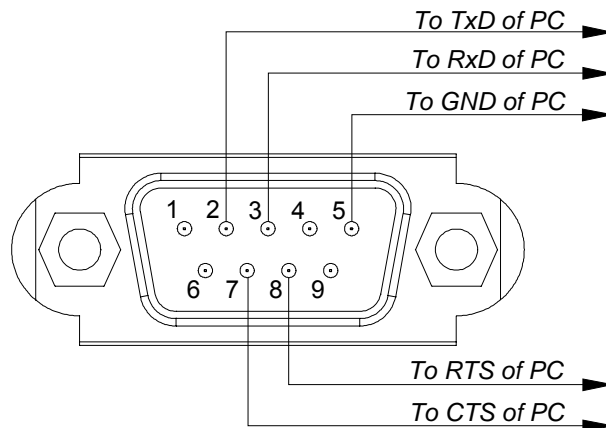 To TxD of PC
To RxD of PC
To GND of PC
1 2 3 4 5
6 7 8 9
To RTS of PC
To CTS of PC